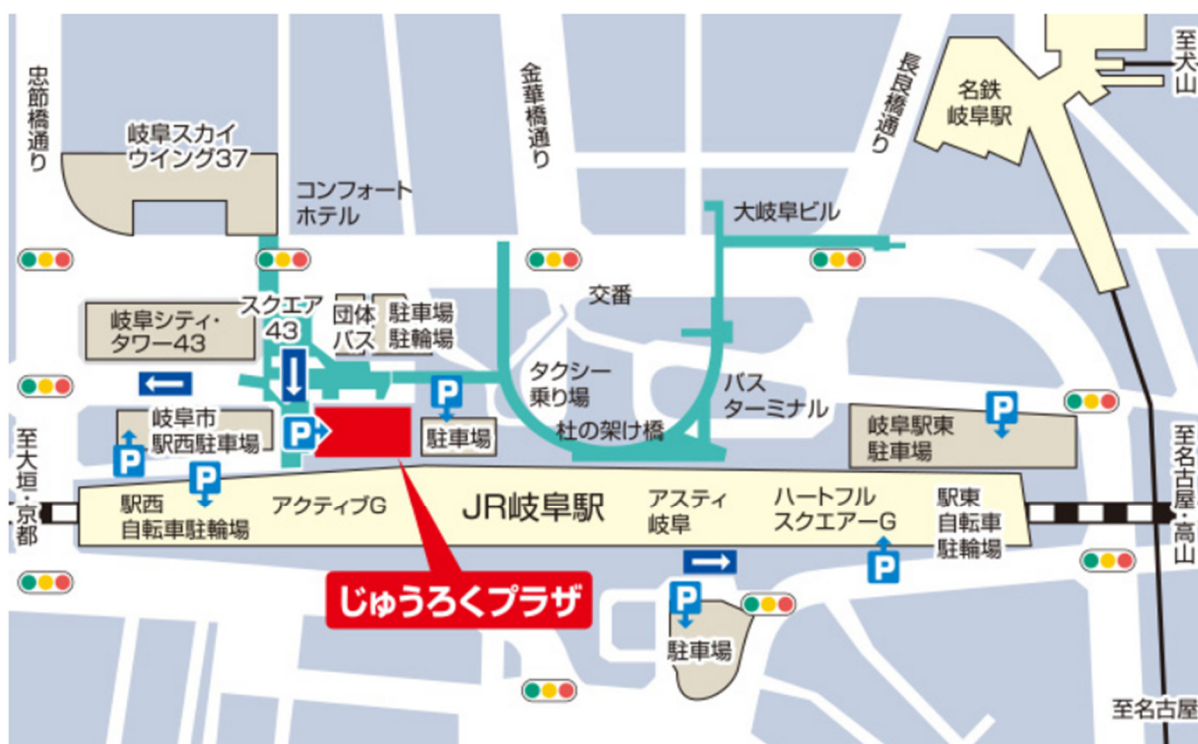 忠節橋通り
金華橋通り
長良橋通り
至犬山
名鉄
岐阜駅
岐阜スカイ
ウイング37
コンフォート
ホテル
大岐阜ビル
交番
スクエア
43
団体
バス
駐車場
駐輪場
岐阜シティ・
タワー43
P
タクシー
乗り場
バス
ターミナル
P
岐阜市
駅西駐車場
P
P
駐車場
杜の架け橋
岐阜駅東
駐車場
至大垣・京都
至名古屋・高山
P
駅西
自転車駐輪場
アクティブG
JR岐阜駅
アスティ
岐阜
ハートフル
スクエアーG
駅東
自転車
駐輪場
P
じゅうろくプラザ
P
駐車場
至名古屋